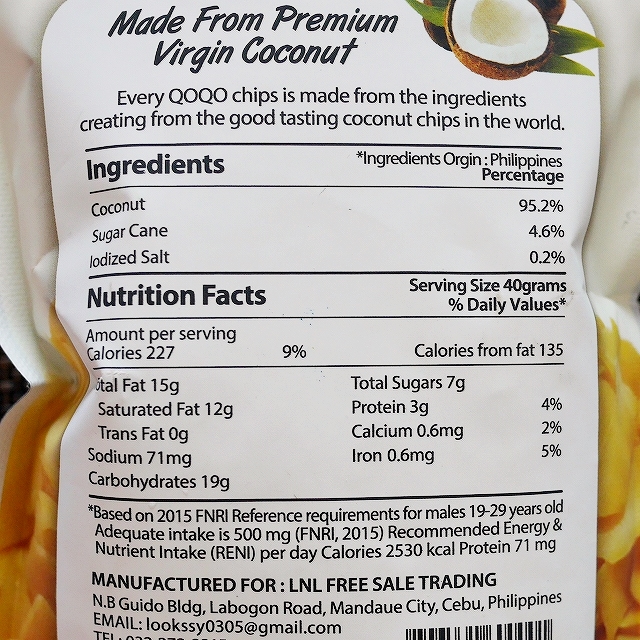 Made From Premium
Virgin Coconut
Every QOQO chips is made from the ingredients
creating from the good tasting coconut chips in the world.
Ingredients *Ingredients Orgin : Philippines
Percentage
Coconut 95.2%
Sugar Cane 4.6%
Iodized Salt 0.2%
Nutrition Facts Serving Size 40grams
% Daily Values*
Amount per serving
Calories 227 9% Calories from fat 135
otal Fat 15g Total Sugars 7g
Saturated Fat 12g Protein 3g 4%
Trans Fat 0g Calcium 0.6mg 2%
Sodium 71mg Iron 0.6mg 5%
Carbohydrates 19g
*Based on 2015 FNRI Reference requirements for males 19-29 years old
Adequate intake is 500 mg (FNRI, 2015) Recommended Energy &
Nutrient Intake (RENI) per day Calories 2530 kcal Protein 71 mg
MANUFACTURED FOR : LNL FREE SALE TRADING
N.B Guido Bldg, Labogon Road, Mandaue City, Cebu, Philippines
EMAIL: lookssy0305@gmail.com